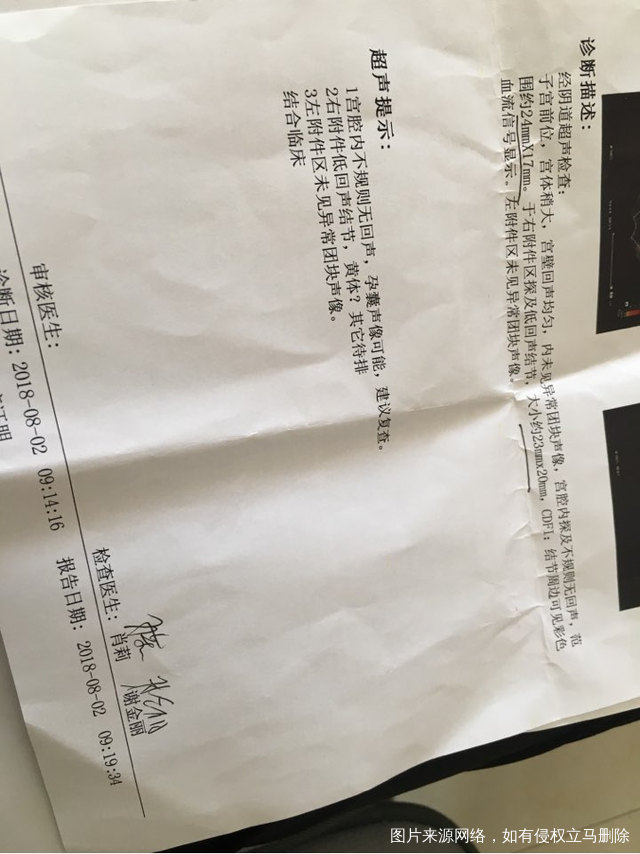 诊断描述:
经阴道超声检查:
子宫前位，宫体稍大，宫壁回声均匀，内未见异常团块声像，宫腔内探及不规则无回声，范
围约24mmX17mm。于右附件区探及低回声结节，大小约23mmx20mm，CDFI：结节周边可见彩色
血流信号显示。左附件区未见异常团块声像。
超声提示:
1宫腔内不规则无回声，孕囊声像可能，建议复查。
2右附件低回声结节，黄体？其它待排
3左附件区未见异常团块声像。
结合临床
审核医生:
检查医生: 肖莉 /谢金丽
诊断日期: 2018-08-02 09:14:16
报告日期: 2018-08-02 09:19:34
图片来源网络，如有侵权立马删除